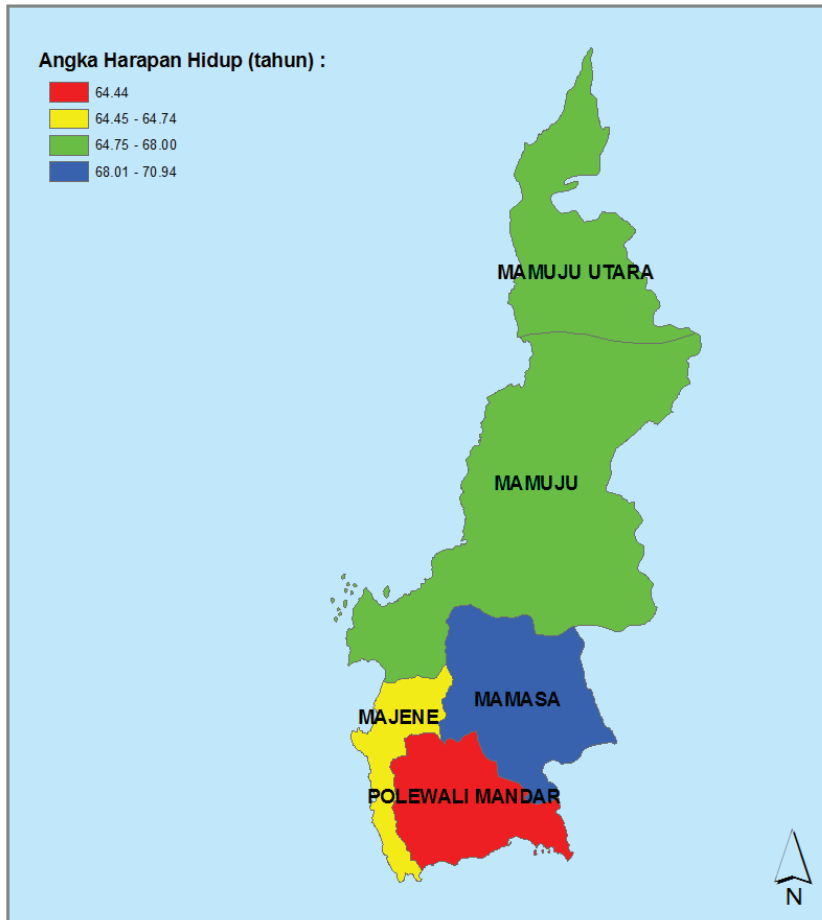 Angka Harapan Hidup (tahun) :
64.44
64.45 - 64.74
64.75 - 68.00
68.01 - 70.94
MAMUJU UTARA
MAMUJU
MAMASA
MAJENE
POLEWALI MANDAR
N